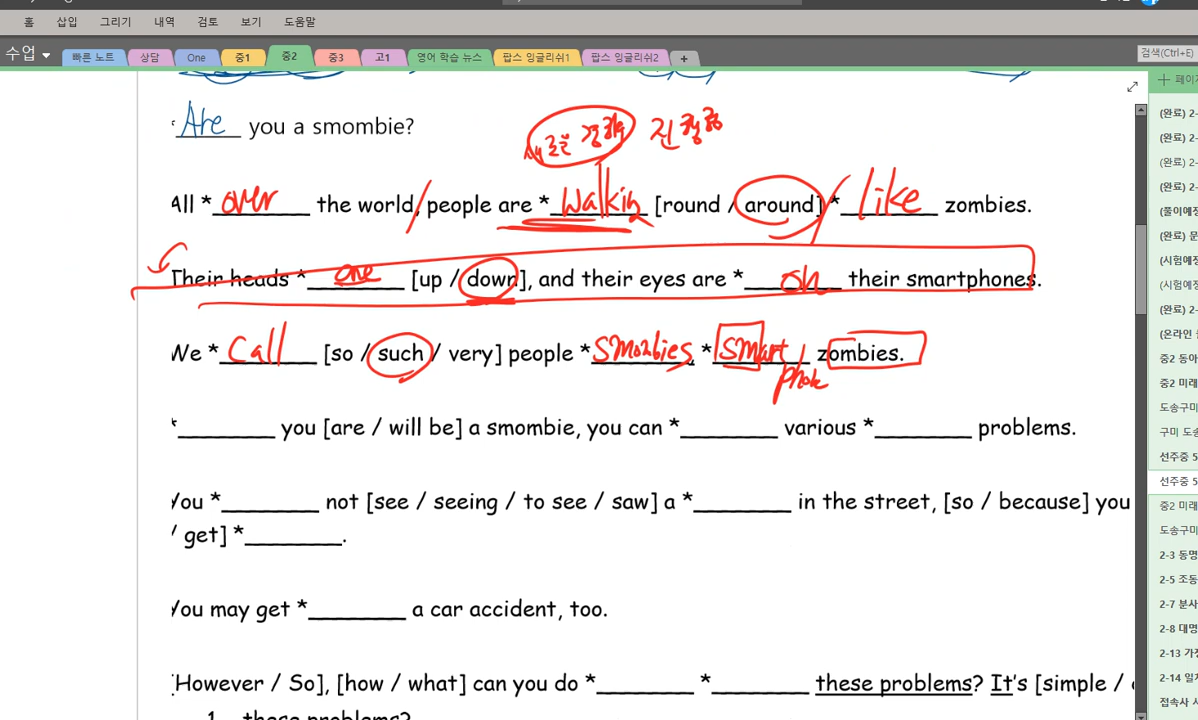 홈 삽입 그리기 내역 검토 보기 도움말
수업 빠른 노트 상담 One 중1 중2 중3 고1 영어 학습 뉴스 팝스 잉글리쉬1 팝스 잉글리쉬2 + 검색(Ctrl+E)
+ 페이지
(완료) 2-
(완료) 2-
(완료) 2-
(완료) 2-
(풀이예정
(완료) 문
(시험예정
(시험예정
(완료) 2-
(온라인
중2 동아
중2 미래
도송구미
구미 도송
선주중 5
선주중 5
중2 미래
도송구미
2-3 동명
2-5 조동
2-7 분사
2-8 대명
2-13 가정
2-14 일치
접속사 시
Are you a smombie?
진행형
All * over the world, people are * walking [round / around] * like zombies.
Their heads * are [up / down], and their eyes are * on their smartphones.
We * call [so / such / very] people * smombies, * smart phone zombies.
*________ you [are / will be] a smombie, you can *________ various *________ problems.
You *________ not [see / seeing / to see / saw] a *________ in the street, [so / because] you
/ get] *________.
You may get *________ a car accident, too.
[However / So], [how / what] can you do *________ *________ these problems? It's [simple /
1. these problems?